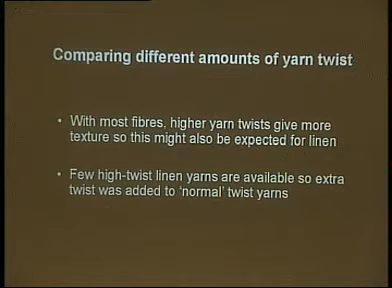 Comparing different amounts of yarn twist
• With most fibres, higher yarn twists give more
texture so this might also be expected for linen
• Few high-twist linen yarns are available so extra
twist was added to 'normal' twist yarns